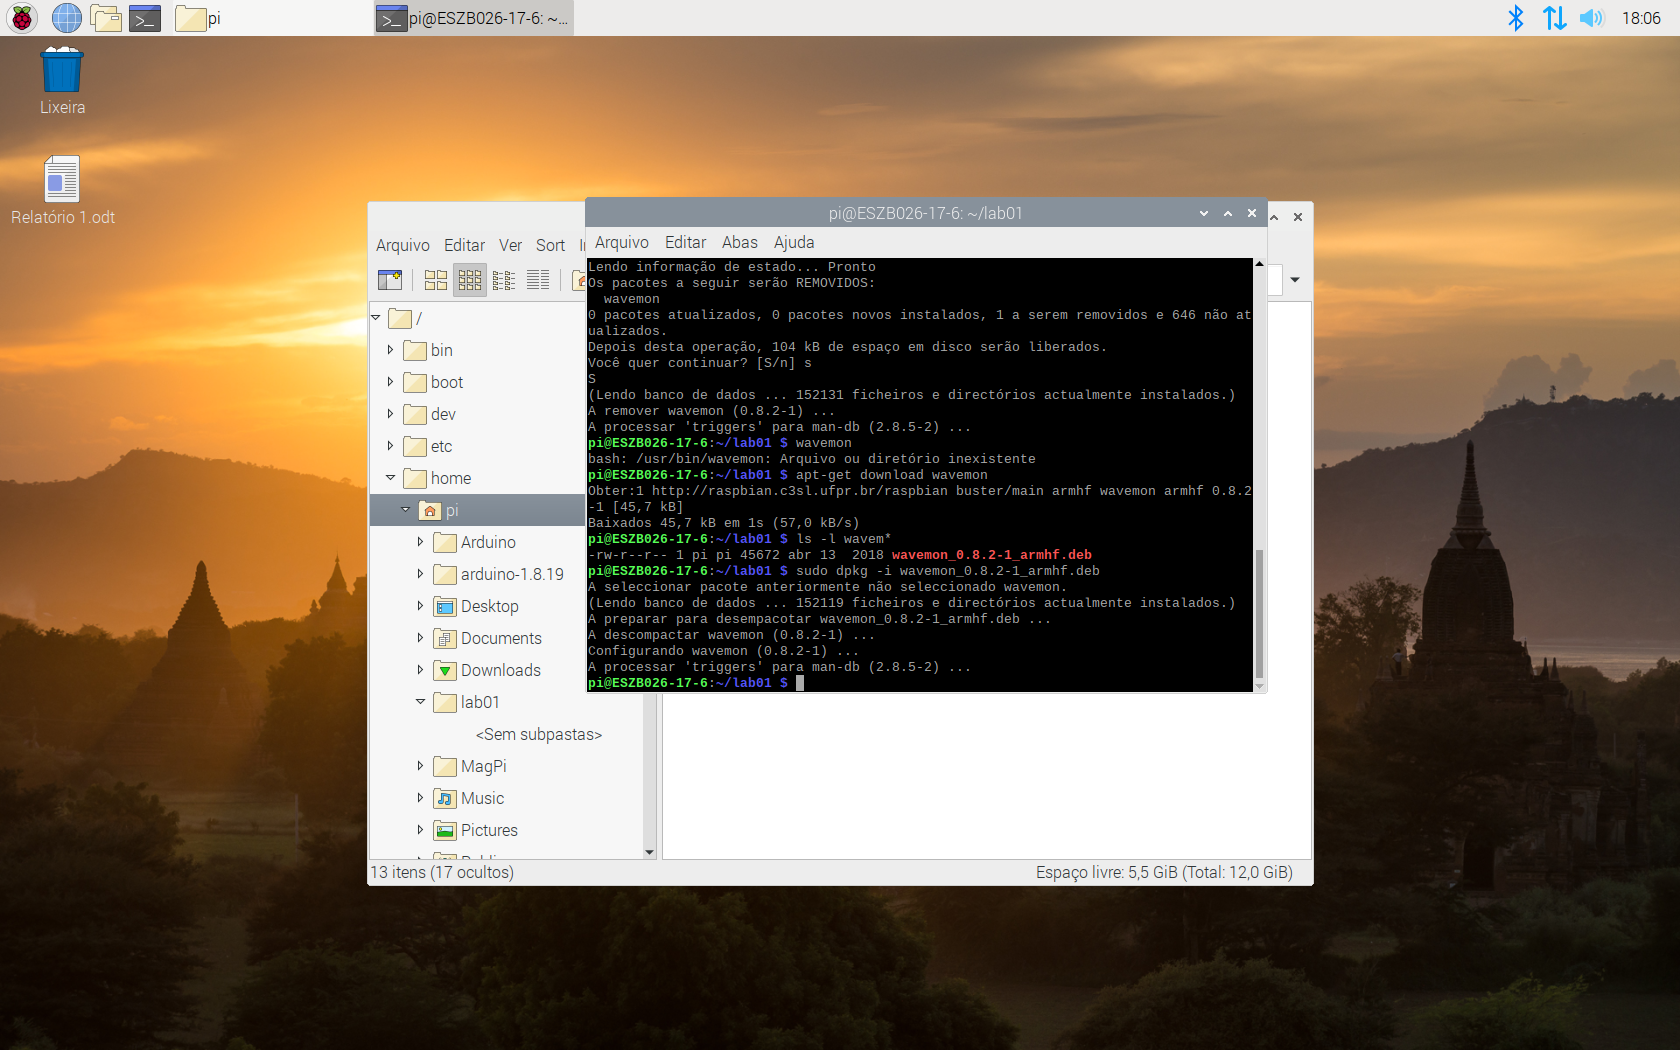 pi
pi@ESZB026-17-6: ~...
18:06
Lixeira
Relatório 1.odt
Arquivo Editar Ver Sort
pi@ESZB026-17-6: ~/lab01
Arquivo Editar Abas Ajuda
/
bin
boot
dev
etc
home
pi
Arduino
arduino-1.8.19
Desktop
Documents
Downloads
lab01
<Sem subpastas>
MagPi
Music
Pictures
13 itens (17 ocultos)
Espaço livre: 5,5 GiB (Total: 12,0 GiB)
Lendo informação de estado... Pronto
Os pacotes a seguir serão REMOVIDOS:
wavemon
0 pacotes atualizados, 0 pacotes novos instalados, 1 a serem removidos e 646 não at
ualizados.
Depois desta operação, 104 kB de espaço em disco serão liberados.
Você quer continuar? [S/n] s
S
(Lendo banco de dados ... 152131 ficheiros e directórios actualmente instalados.)
A remover wavemon (0.8.2-1) ...
A processar 'triggers' para man-db (2.8.5-2) ...
pi@ESZB026-17-6:~/lab01 $ wavemon
bash: /usr/bin/wavemon: Arquivo ou diretório inexistente
pi@ESZB026-17-6:~/lab01 $ apt-get download wavemon
Obter:1 http://raspbian.c3sl.ufpr.br/raspbian buster/main armhf wavemon armhf 0.8.2
-1 [45,7 kB]
Baixados 45,7 kB em 1s (57,0 kB/s)
pi@ESZB026-17-6:~/lab01 $ ls -l wavem*
-rw-r--r-- 1 pi pi 45672 abr 13  2018 wavemon_0.8.2-1_armhf.deb
pi@ESZB026-17-6:~/lab01 $ sudo dpkg -i wavemon_0.8.2-1_armhf.deb
A seleccionar pacote anteriormente não seleccionado wavemon.
(Lendo banco de dados ... 152119 ficheiros e directórios actualmente instalados.)
A preparar para desempacotar wavemon_0.8.2-1_armhf.deb ...
A descompactar wavemon (0.8.2-1) ...
Configurando wavemon (0.8.2-1) ...
A processar 'triggers' para man-db (2.8.5-2) ...
pi@ESZB026-17-6:~/lab01 $